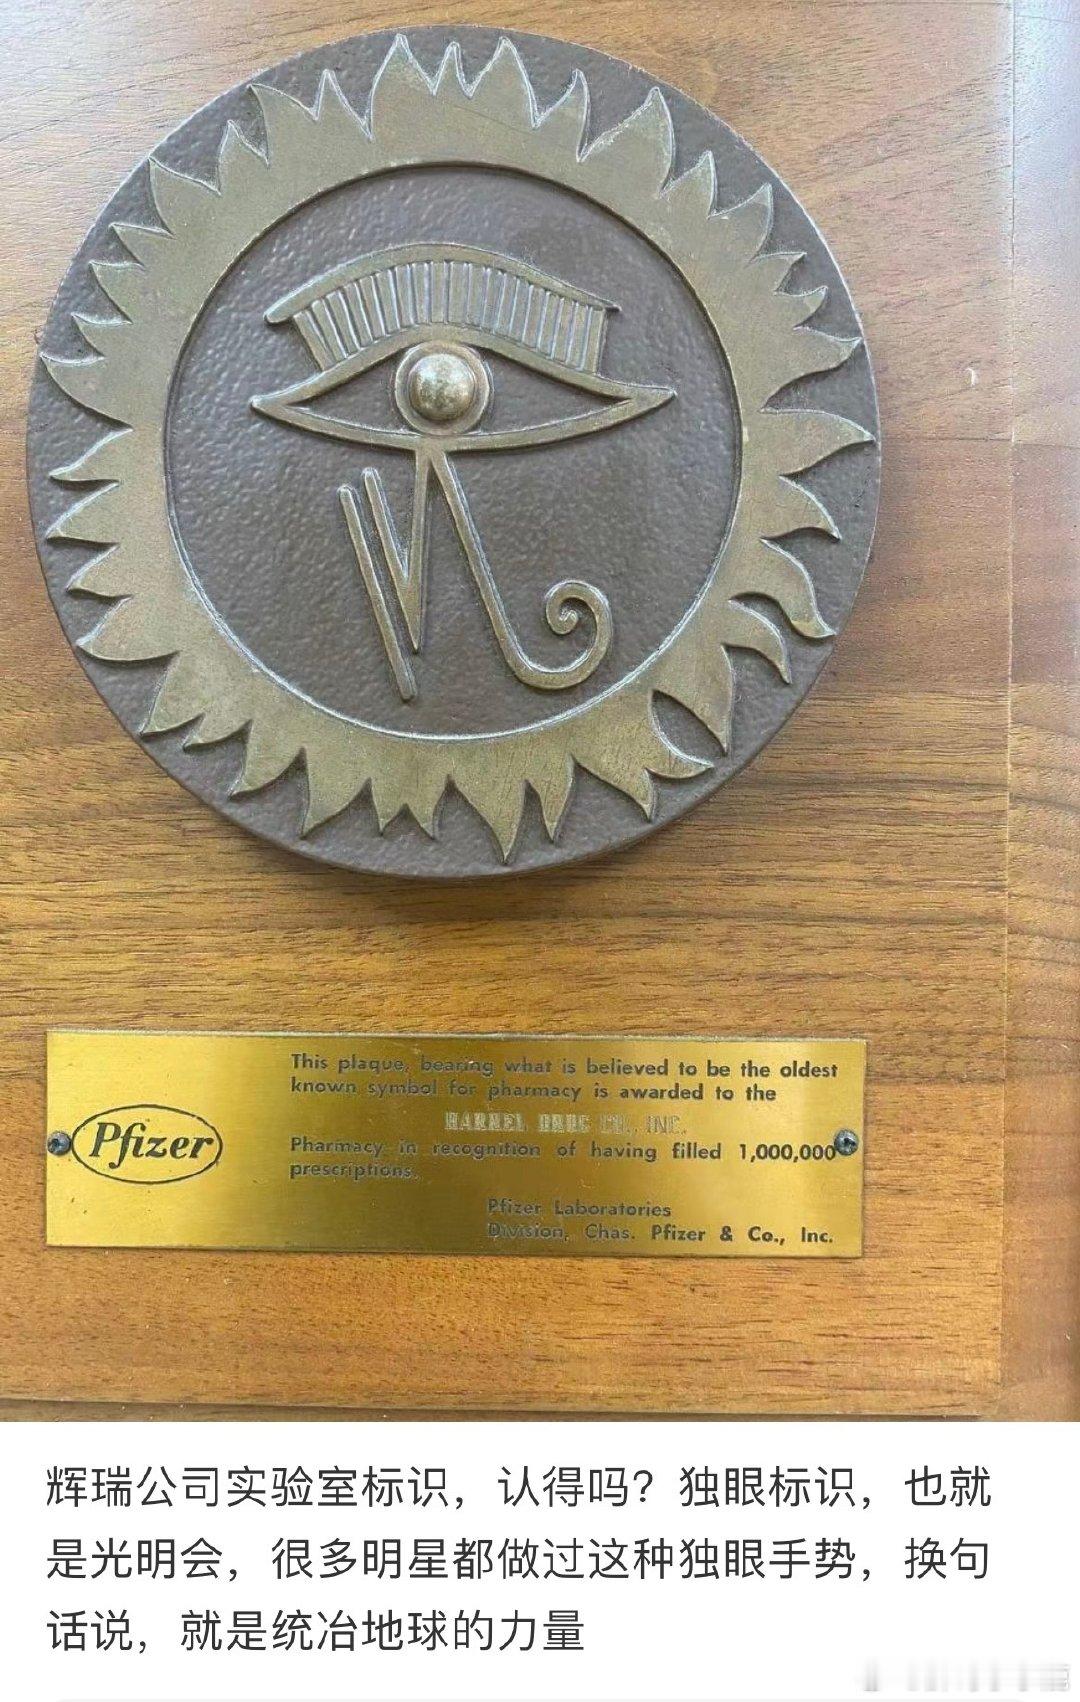 This plaque, bearing what is believed to be the oldest
known symbol for pharmacy is awarded to the
HARREL DRUG CO., INC.
Pfizer
Pharmacy in recognition of having filled 1,000,000
prescriptions.
Pfizer Laboratories
Division, Chas. Pfizer & Co., Inc.
辉瑞公司实验室标识，认得吗？独眼标识，也就
是光明会，很多明星都做过这种独眼手势，换句
话说，就是统冶地球的力量